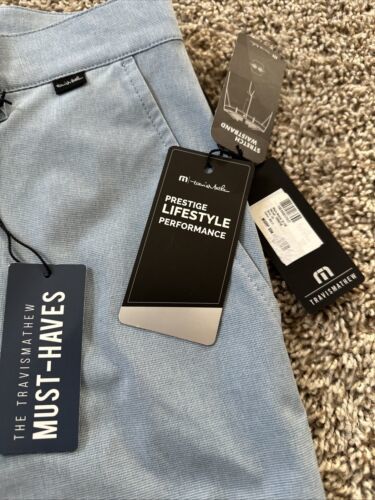 STRETCH
WAISTBAND
m travisMathew
PRESTIGE
LIFESTYLE
PERFORMANCE
m
TRAVISMATHEW
THE TRAVISMATHEW
MUST-HAVES